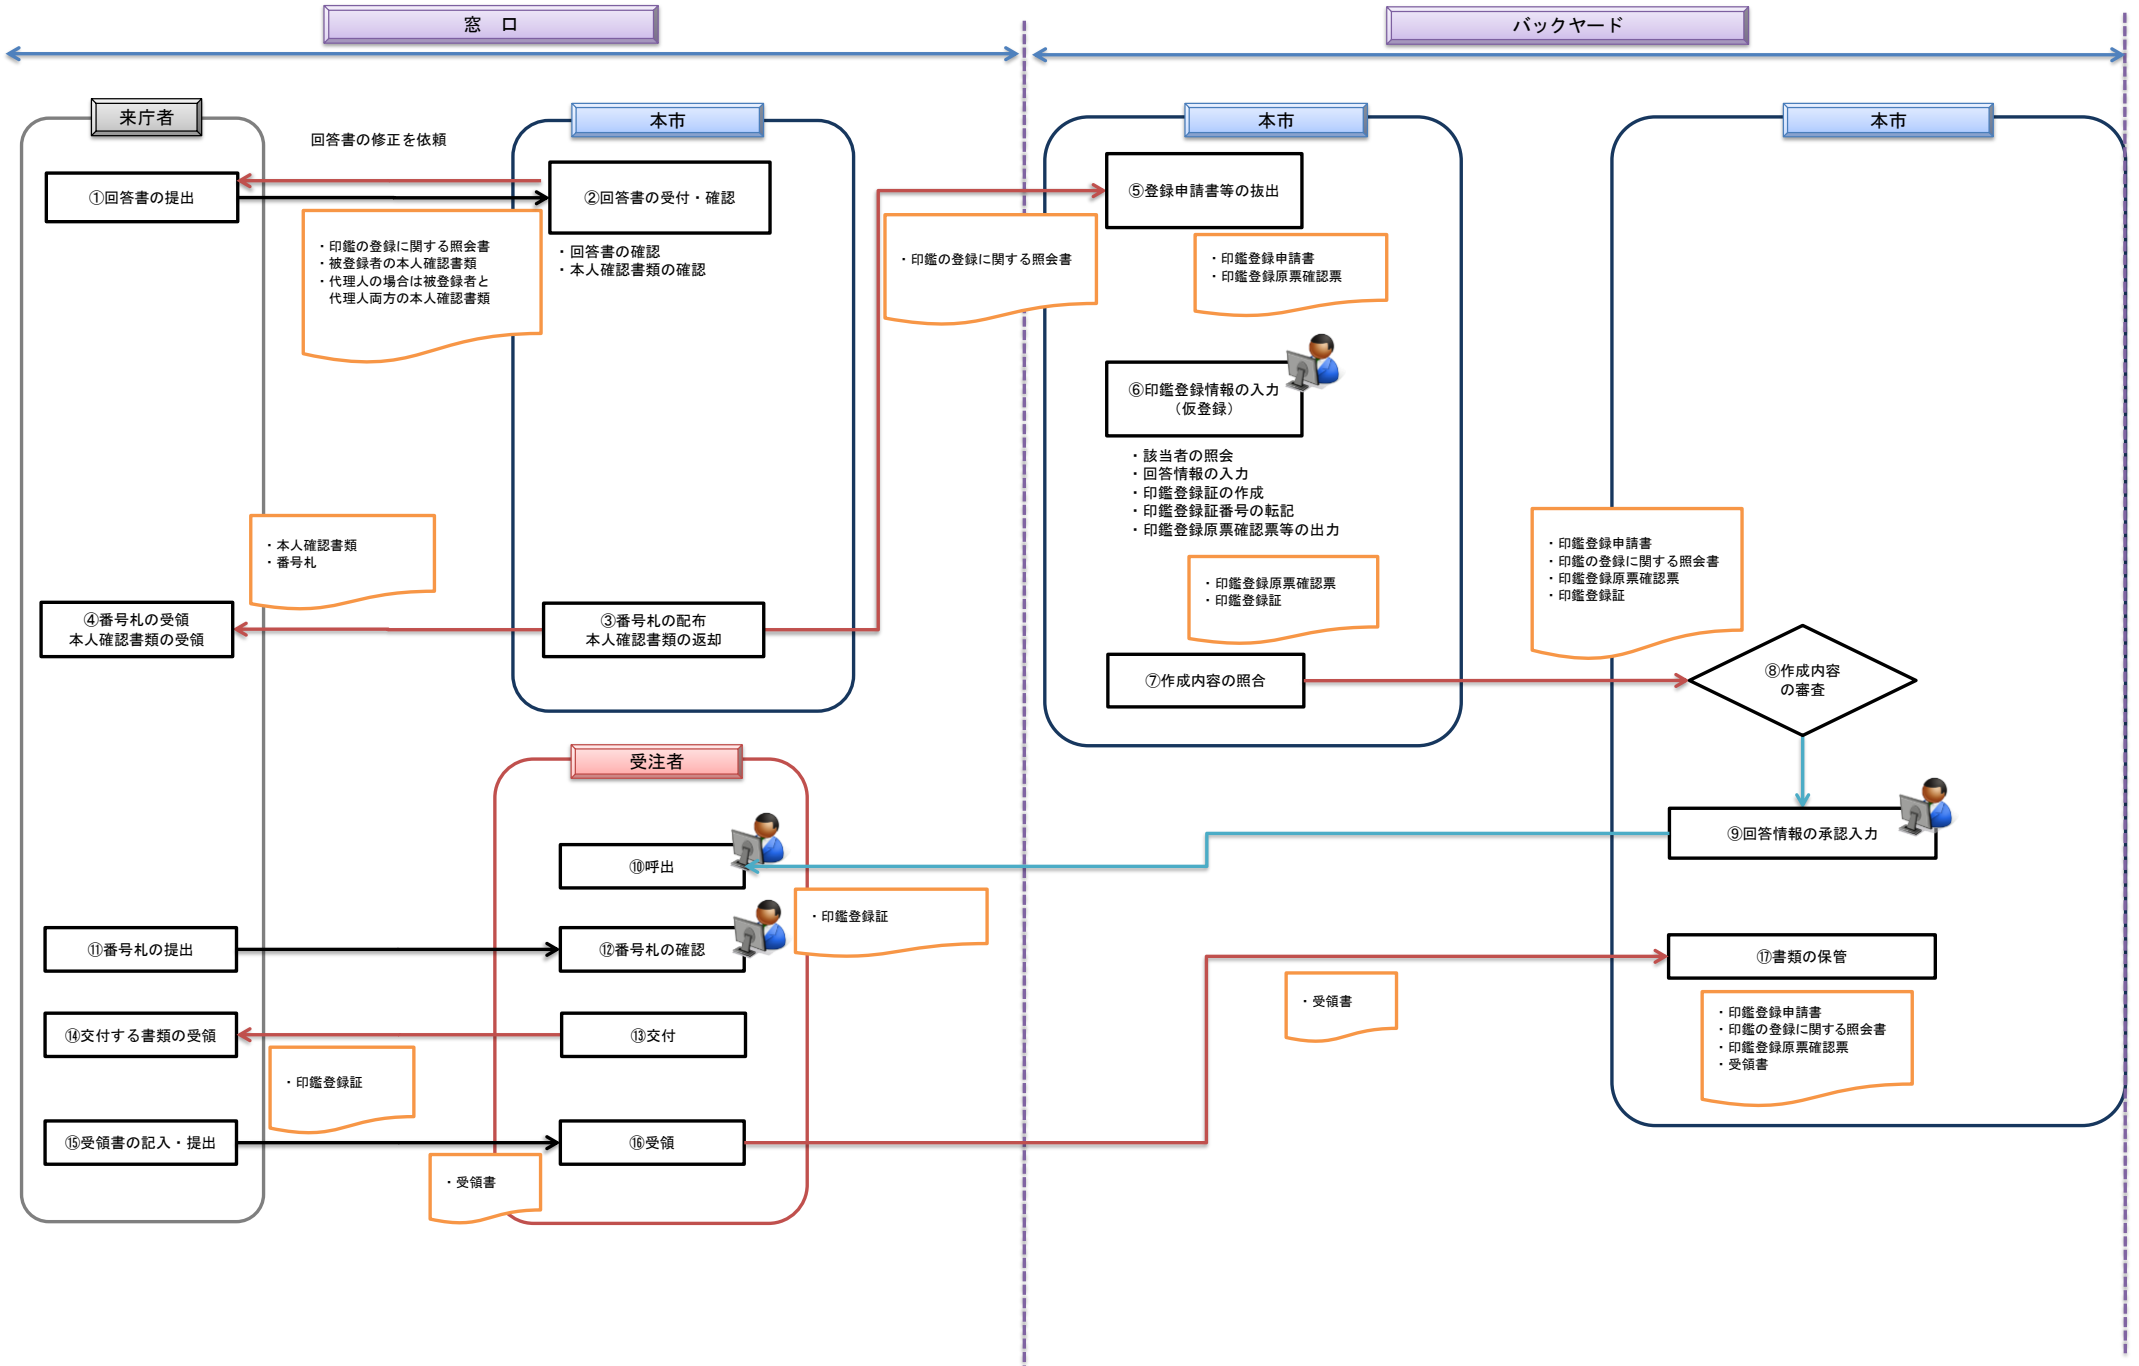 窓　口
バックヤード
来庁者
本市
本市
本市
回答書の修正を依頼
①回答書の提出
②回答書の受付・確認
・印鑑の登録に関する照会書
・被登録者の本人確認書類
・代理人の場合は被登録者と
代理人両方の本人確認書類
・回答書の確認
・本人確認書類の確認
・印鑑の登録に関する照会書
⑤登録申請書等の抜出
・印鑑登録申請書
・印鑑登録原票確認票
⑥印鑑登録情報の入力
（仮登録）
・該当者の照会
・回答情報の入力
・印鑑登録証の作成
・印鑑登録証番号の転記
・印鑑登録原票確認票等の出力
・本人確認書類
・番号札
④番号札の受領
本人確認書類の受領
③番号札の配布
本人確認書類の返却
・印鑑登録原票確認票
・印鑑登録証
⑦作成内容の照合
・印鑑登録申請書
・印鑑の登録に関する照会書
・印鑑登録原票確認票
・印鑑登録証
⑧作成内容
の審査
受注者
⑨回答情報の承認入力
⑩呼出
・印鑑登録証
⑪番号札の提出
⑫番号札の確認
⑰書類の保管
・受領書
・印鑑登録申請書
・印鑑の登録に関する照会書
・印鑑登録原票確認票
・受領書
⑭交付する書類の受領
⑬交付
・印鑑登録証
⑮受領書の記入・提出
⑯受領
・受領書